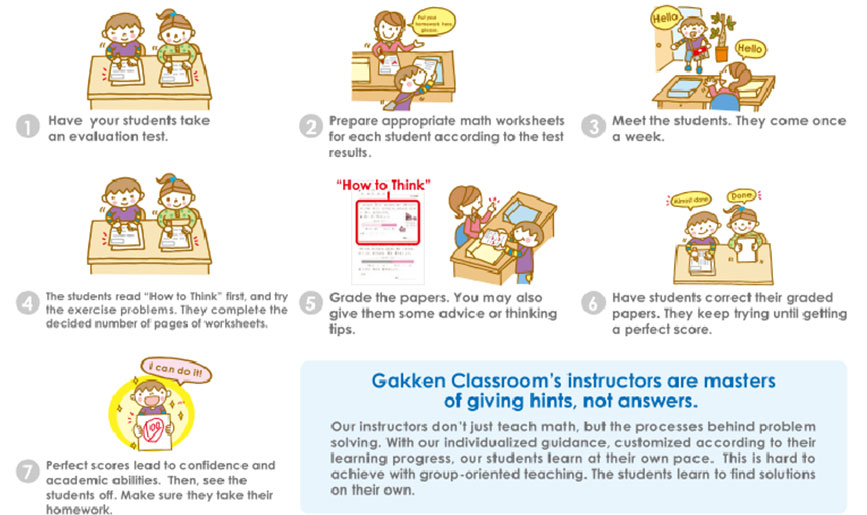 Put your
homework here,
please.
Hello
Hello
1 Have your students take
an evaluation test.
2 Prepare appropriate math worksheets
for each student according to the test
results.
3 Meet the students. They come once
a week.
"How to Think"
Almost done
Done
4 The students read "How to Think" first, and try
the exercise problems. They complete the
decided number of pages of worksheets.
5 Grade the papers. You may also
give them some advice or thinking
tips.
6 Have students correct their graded
papers. They keep trying until getting
a perfect score.
i can do it!
100
7 Perfect scores lead to confidence and
academic abilities. Then, see the
students off. Make sure they take their
homework.
Gakken Classroom's instructors are masters
of giving hints, not answers.
Our instructors don't just teach math, but the processes behind problem
solving. With our individualized guidance, customized according to their
learning progress, our students learn at their own pace. This is hard to
achieve with group-oriented teaching. The students learn to find solutions
on their own.